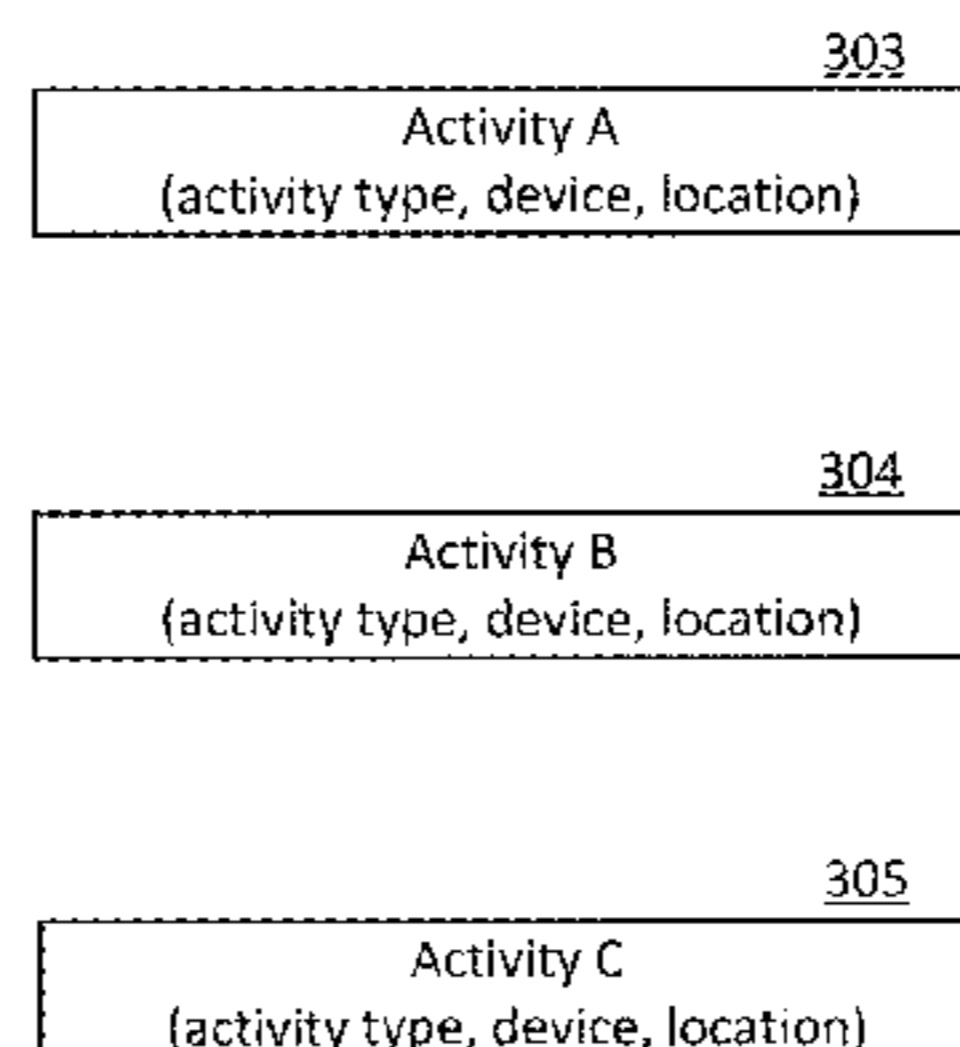 303
Activity A
(activity type, device, location)
304
Activity B
(activity type, device, location)
305
Activity C
(activity type, device, location)